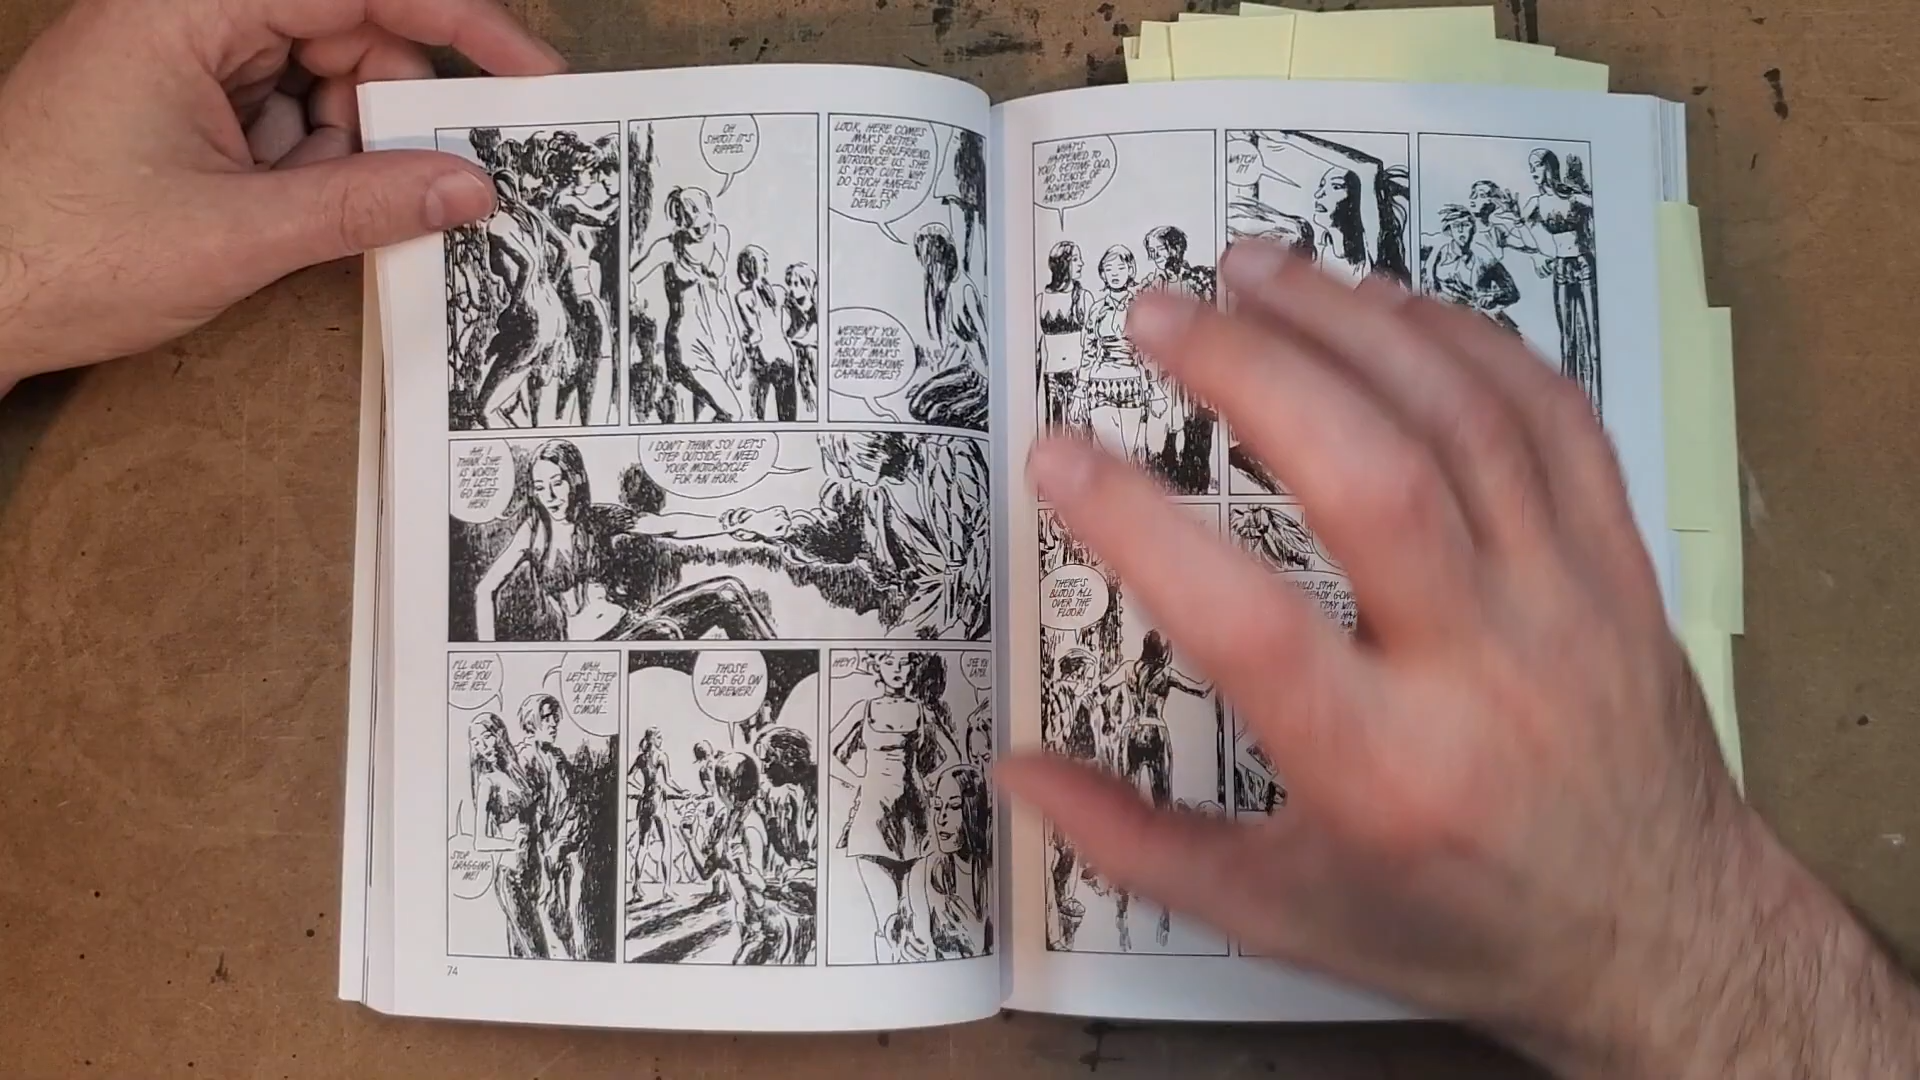 OH
SHOOT IT'S
RIPPED.
LOOK, HERE COMES
MAK'S BETTER
LOOKING GIRLFRIEND.
INTRODUCE US. SHE
IS VERY CUTE. WHY
DO SUCH ANGELS
FALL FOR
DEVILS?
WEREN'T YOU
JUST TALKING
ABOUT MAK'S
LIMB-BREAKING
CAPABILITIES?
AH, I
THINK SHE
IS WORTH
IT! LET'S
GO MEET
HER!
I DON'T THINK SO! LET'S
STEP OUTSIDE, I NEED
YOUR MOTORCYCLE
FOR AN HOUR.
I'LL JUST
GIVE YOU
THE KEY...
NAH,
LET'S STEP
OUT FOR
A PUFF.
C'MON...
STOP
DRAGGING
ME!
THOSE
LEGS GO ON
FOREVER!
HEY?
SEE YOU
LATER.
74
WHAT'S
HAPPENED TO
YOU? GETTING OLD,
NO SENSE OF
ADVENTURE
ANYMORE?
WATCH
IT!
THERE'S
BLOOD ALL
OVER THE
FLOOR!
STAY